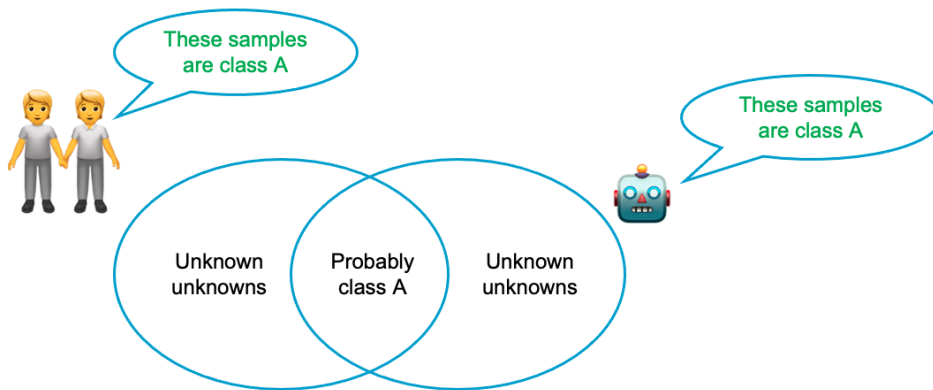 These samples
are class A
These samples
are class A
Unknown
unknowns
Probably
class A
Unknown
unknowns